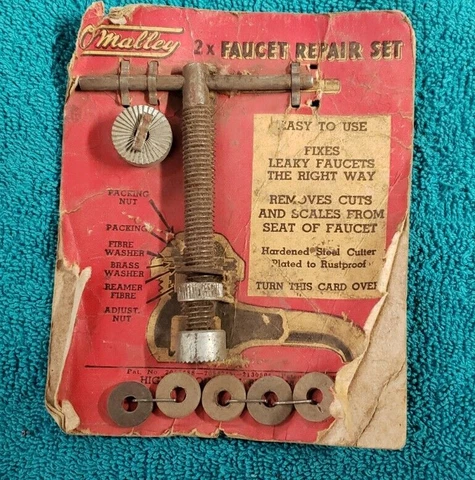 O'Malley
2x FAUCET REPAIR SET
EASY TO USE
FIXES
LEAKY FAUCETS
THE RIGHT WAY
REMOVES CUTS
AND SCALES FROM
SEAT OF FAUCET
Hardened Steel Cutter
Plated to Rustproof
TURN THIS CARD OVER
PACKING
NUT
PACKING
FIBRE
WASHER
BRASS
WASHER
REAMER
FIBRE
ADJUST.
NUT
Pat. No.